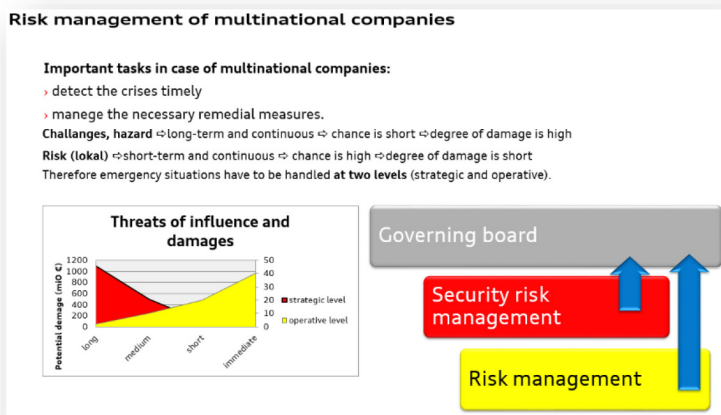 Risk management of multinational companies
Important tasks in case of multinational companies:
› detect the crises timely
› manege the necessary remedial measures.
Challanges, hazard ⇨long-term and continuous ⇨ chance is short ⇨degree of damage is high
Risk (lokal) ⇨short-term and continuous ⇨ chance is high ⇨degree of damage is short
Therefore emergency situations have to be handled at two levels (strategic and operative).
Threats of influence and
damages
Potential demage (miO €)
1200
1000
800
600
400
200
0
50
40
30
20
10
0
long
medium
short
immediate
strategic level
operative level
Governing board
Security risk
management
Risk management